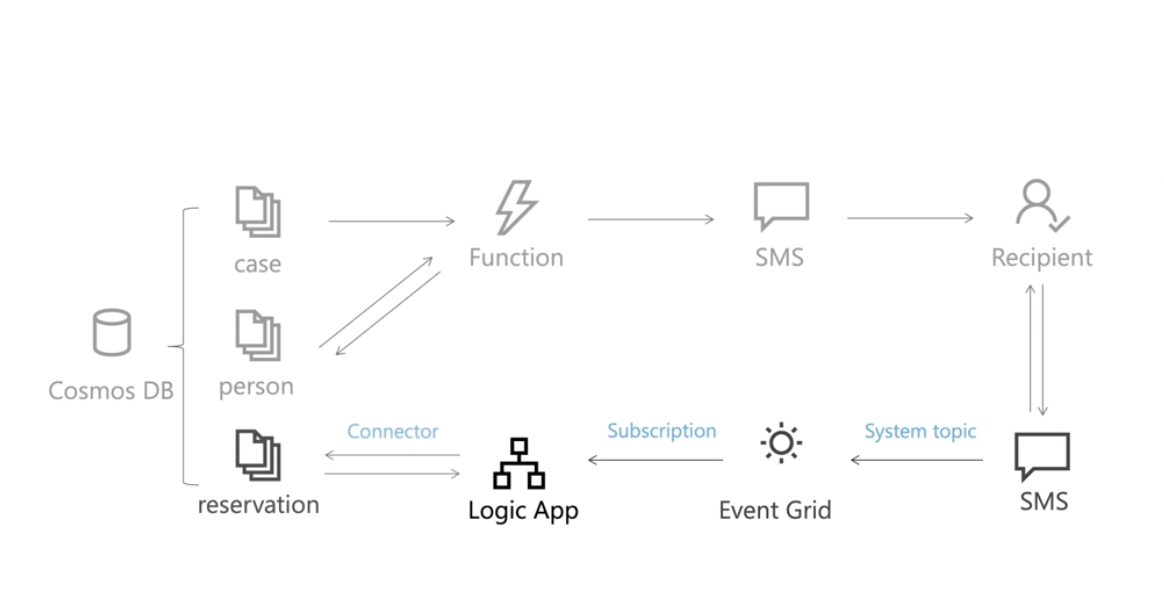 case
Function
SMS
Recipient
Cosmos DB
person
Connector
Subscription
System topic
reservation
Logic App
Event Grid
SMS